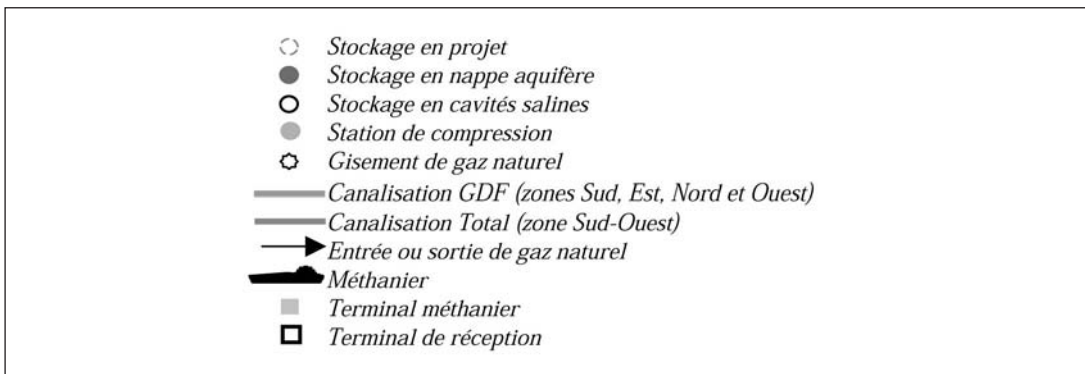 Stockage en projet
Stockage en nappe aquifère
Stockage en cavités salines
Station de compression
Gisement de gaz naturel
Canalisation GDF (zones Sud, Est, Nord et Ouest)
Canalisation Total (zone Sud-Ouest)
Entrée ou sortie de gaz naturel
Méthanier
Terminal méthanier
Terminal de réception